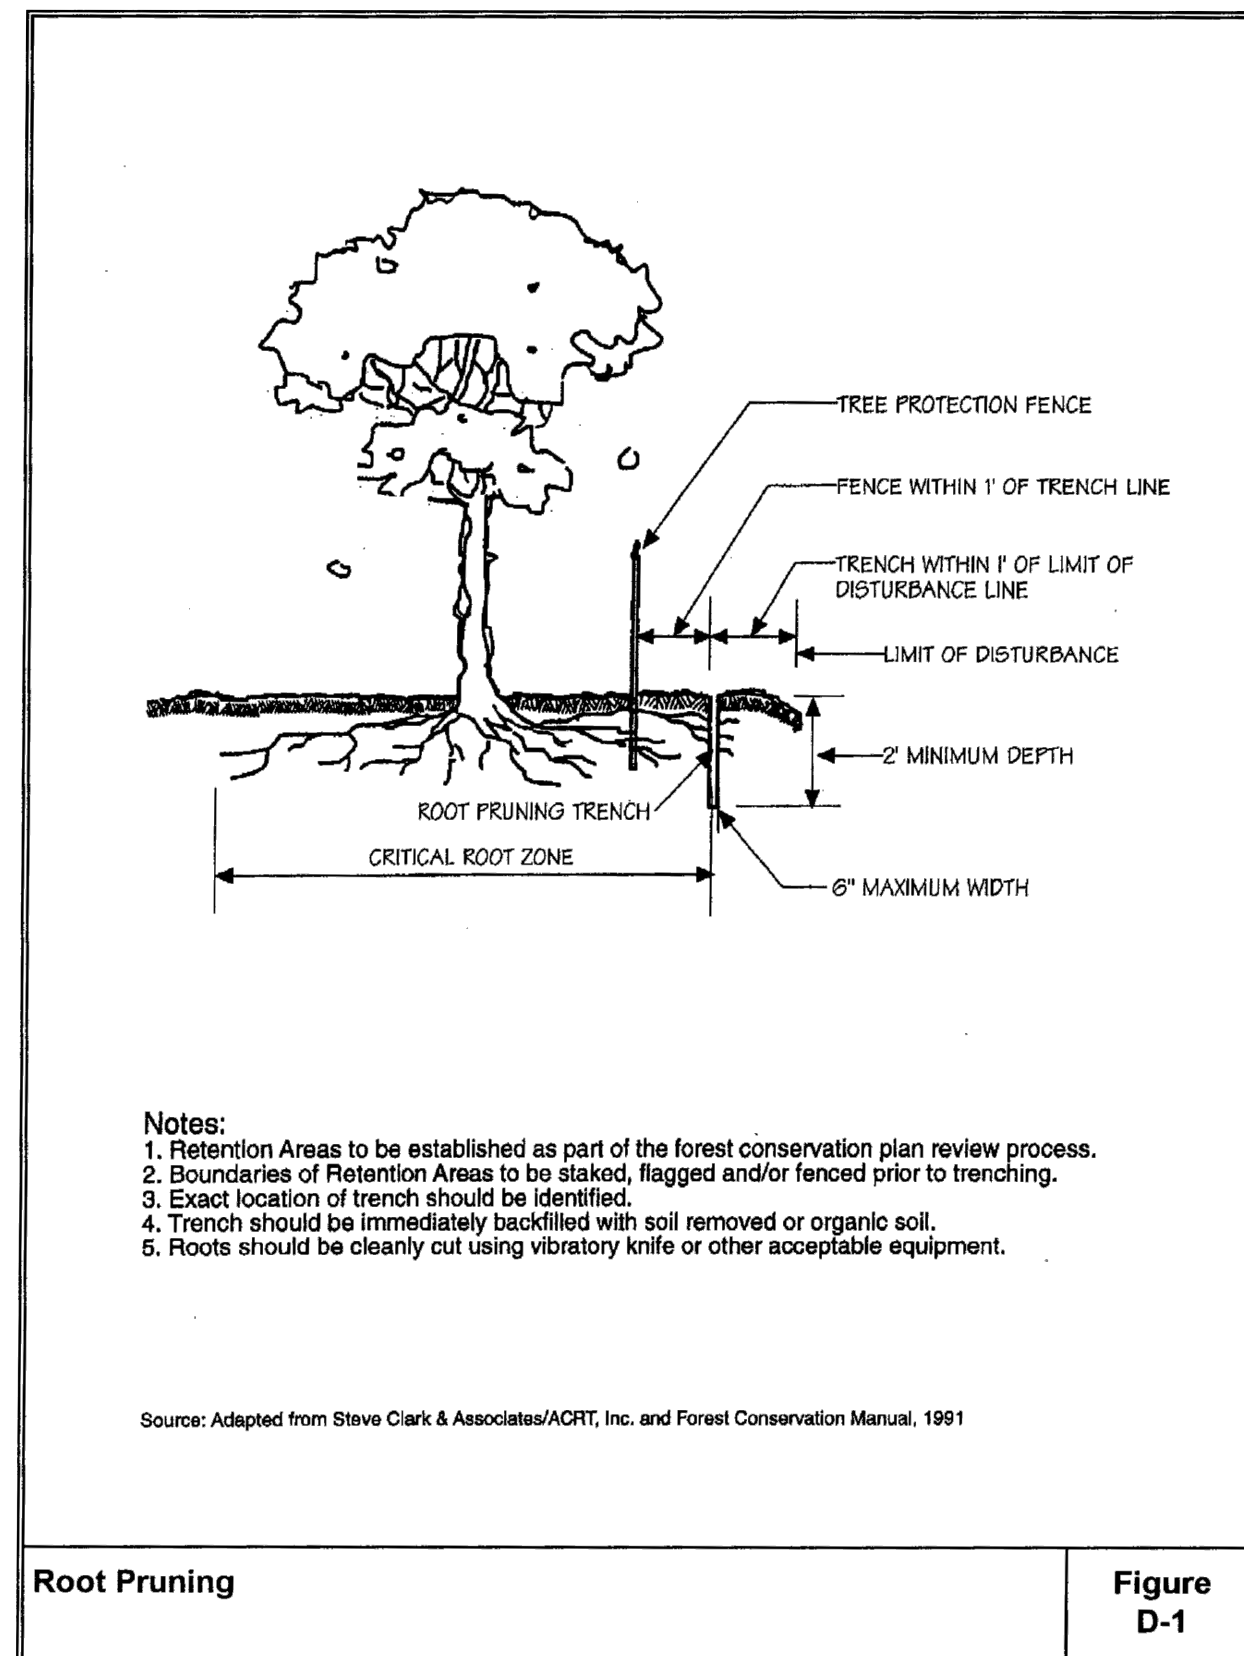 TREE PROTECTION FENCE
FENCE WITHIN 1' OF TRENCH LINE
TRENCH WITHIN 1' OF LIMIT OF
DISTURBANCE LINE
LIMIT OF DISTURBANCE
2' MINIMUM DEPTH
ROOT PRUNING TRENCH
CRITICAL ROOT ZONE
6" MAXIMUM WIDTH
Notes:
1. Retention Areas to be established as part of the forest conservation plan review process.
2. Boundaries of Retention Areas to be staked, flagged and/or fenced prior to trenching.
3. Exact location of trench should be identified.
4. Trench should be immediately backfilled with soil removed or organic soil.
5. Roots should be cleanly cut using vibratory knife or other acceptable equipment.
Source: Adapted from Steve Clark & Associates/ACRT, Inc. and Forest Conservation Manual, 1991
Root Pruning
Figure
D-1